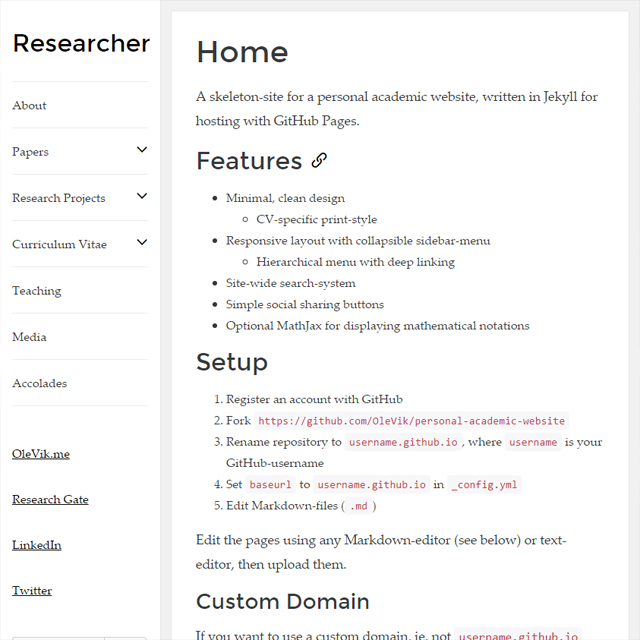 Researcher
About
Papers
Research Projects
Curriculum Vitae
Teaching
Media
Accolades
OleVik.me
Research Gate
LinkedIn
Twitter
Home
A skeleton-site for a personal academic website, written in Jekyll for
hosting with GitHub Pages.
Features
Minimal, clean design
CV-specific print-style
Responsive layout with collapsible sidebar-menu
Hierarchical menu with deep linking
Site-wide search-system
Simple social sharing buttons
Optional MathJax for displaying mathematical notations
Setup
1. Register an account with GitHub
2. Fork https://github.com/OleVik/personal-academic-website
3. Rename repository to username.github.io , where username is your
GitHub-username
4. Set baseurl to username.github.io in _config.yml
5. Edit Markdown-files ( .md )
Edit the pages using any Markdown-editor (see below) or text-
editor, then upload them.
Custom Domain
If you want to use a custom domain, ie. not username.github.io